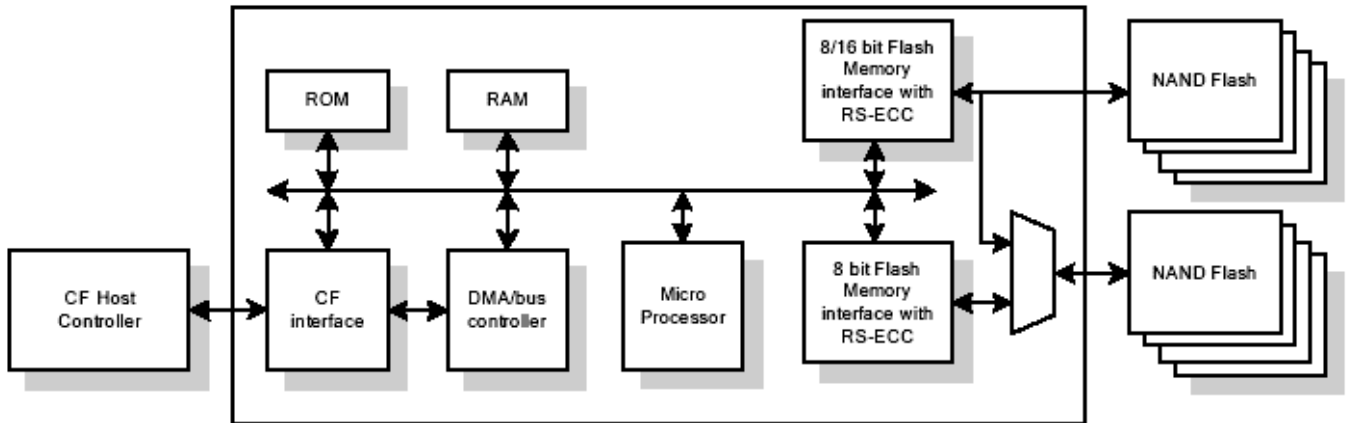 ROM
RAM
8/16 bit Flash
Memory
interface with
RS-ECC
NAND Flash
CF Host
Controller
CF
interface
DMA/bus
controller
Micro
Processor
8 bit Flash
Memory
interface with
RS-ECC
NAND Flash